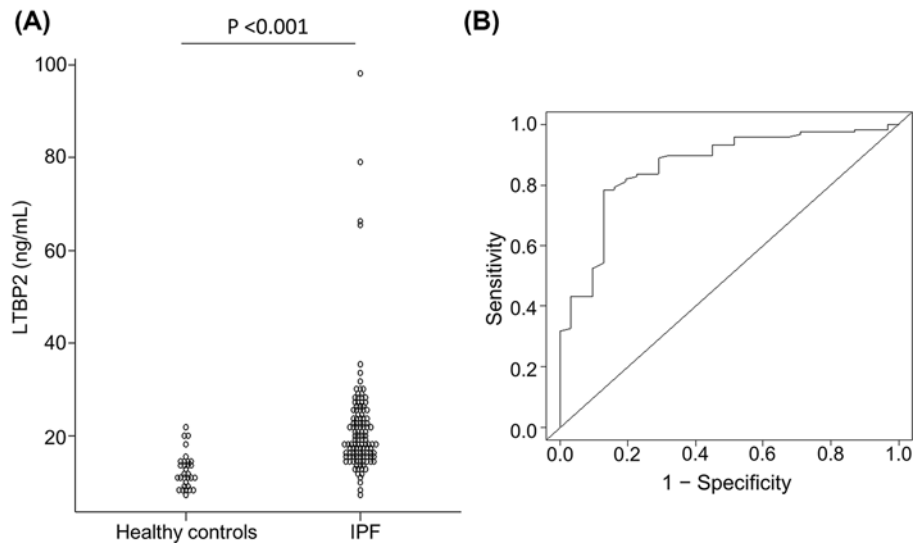 (A)
P <0.001
LTBP2 (ng/mL)
100
80
60
40
20
Healthy controls
IPF
(B)
Sensitivity
1.0
0.8
0.6
0.4
0.2
0.0
0.0 0.2 0.4 0.6 0.8 1.0
1 − Specificity